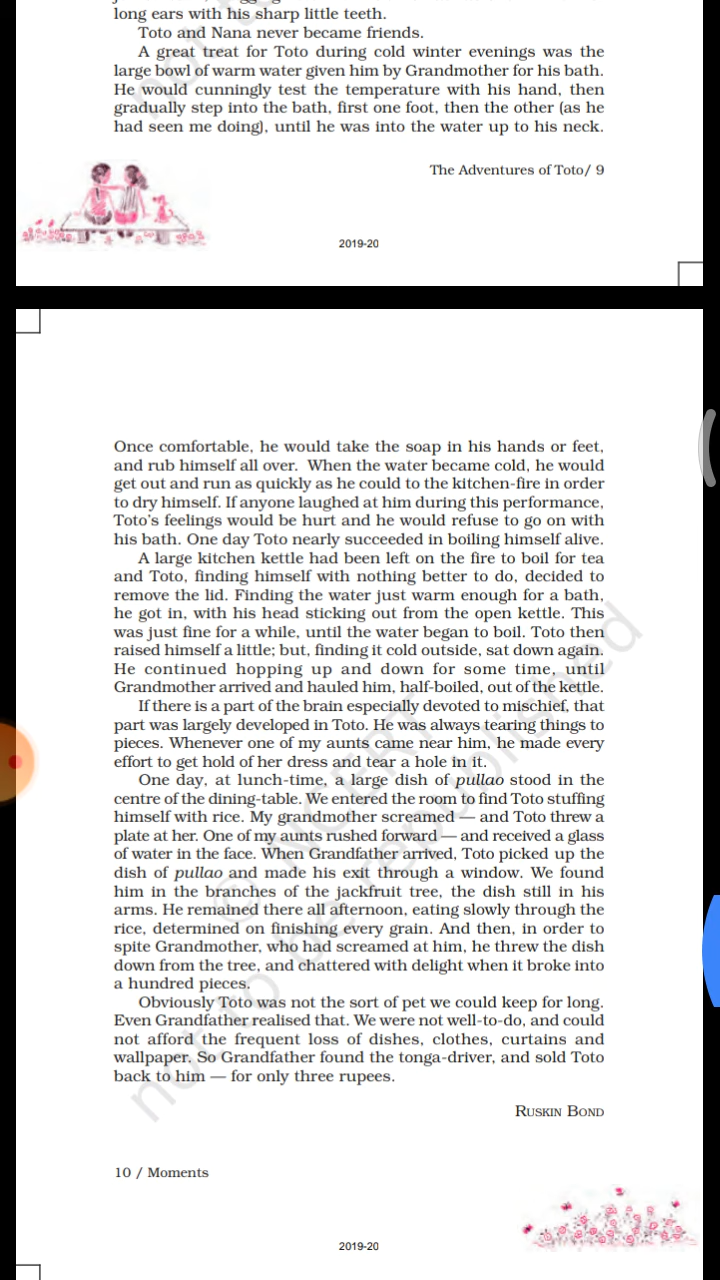 long ears with his sharp little teeth.
Toto and Nana never became friends.
A great treat for Toto during cold winter evenings was the
large bowl of warm water given him by Grandmother for his bath.
He would cunningly test the temperature with his hand, then
gradually step into the bath, first one foot, then the other (as he
had seen me doing), until he was into the water up to his neck.
The Adventures of Toto/ 9
2019-20
Once comfortable, he would take the soap in his hands or feet,
and rub himself all over. When the water became cold, he would
get out and run as quickly as he could to the kitchen-fire in order
to dry himself. If anyone laughed at him during this performance,
Toto's feelings would be hurt and he would refuse to go on with
his bath. One day Toto nearly succeeded in boiling himself alive.
A large kitchen kettle had been left on the fire to boil for tea
and Toto, finding himself with nothing better to do, decided to
remove the lid. Finding the water just warm enough for a bath,
he got in, with his head sticking out from the open kettle. This
was just fine for a while, until the water began to boil. Toto then
raised himself a little; but, finding it cold outside, sat down again.
He continued hopping up and down for some time, until
Grandmother arrived and hauled him, half-boiled, out of the kettle.
If there is a part of the brain especially devoted to mischief, that
part was largely developed in Toto. He was always tearing things to
pieces. Whenever one of my aunts came near him, he made every
effort to get hold of her dress and tear a hole in it.
One day, at lunch-time, a large dish of pullao stood in the
centre of the dining-table. We entered the room to find Toto stuffing
himself with rice. My grandmother screamed — and Toto threw a
plate at her. One of my aunts rushed forward — and received a glass
of water in the face. When Grandfather arrived, Toto picked up the
dish of pullao and made his exit through a window. We found
him in the branches of the jackfruit tree, the dish still in his
arms. He remained there all afternoon, eating slowly through the
rice, determined on finishing every grain. And then, in order to
spite Grandmother, who had screamed at him, he threw the dish
down from the tree, and chattered with delight when it broke into
a hundred pieces.
Obviously Toto was not the sort of pet we could keep for long.
Even Grandfather realised that. We were not well-to-do, and could
not afford the frequent loss of dishes, clothes, curtains and
wallpaper. So Grandfather found the tonga-driver, and sold Toto
back to him — for only three rupees.
RUSKIN BOND
10 / Moments
2019-20
© NCERT
not to be republished